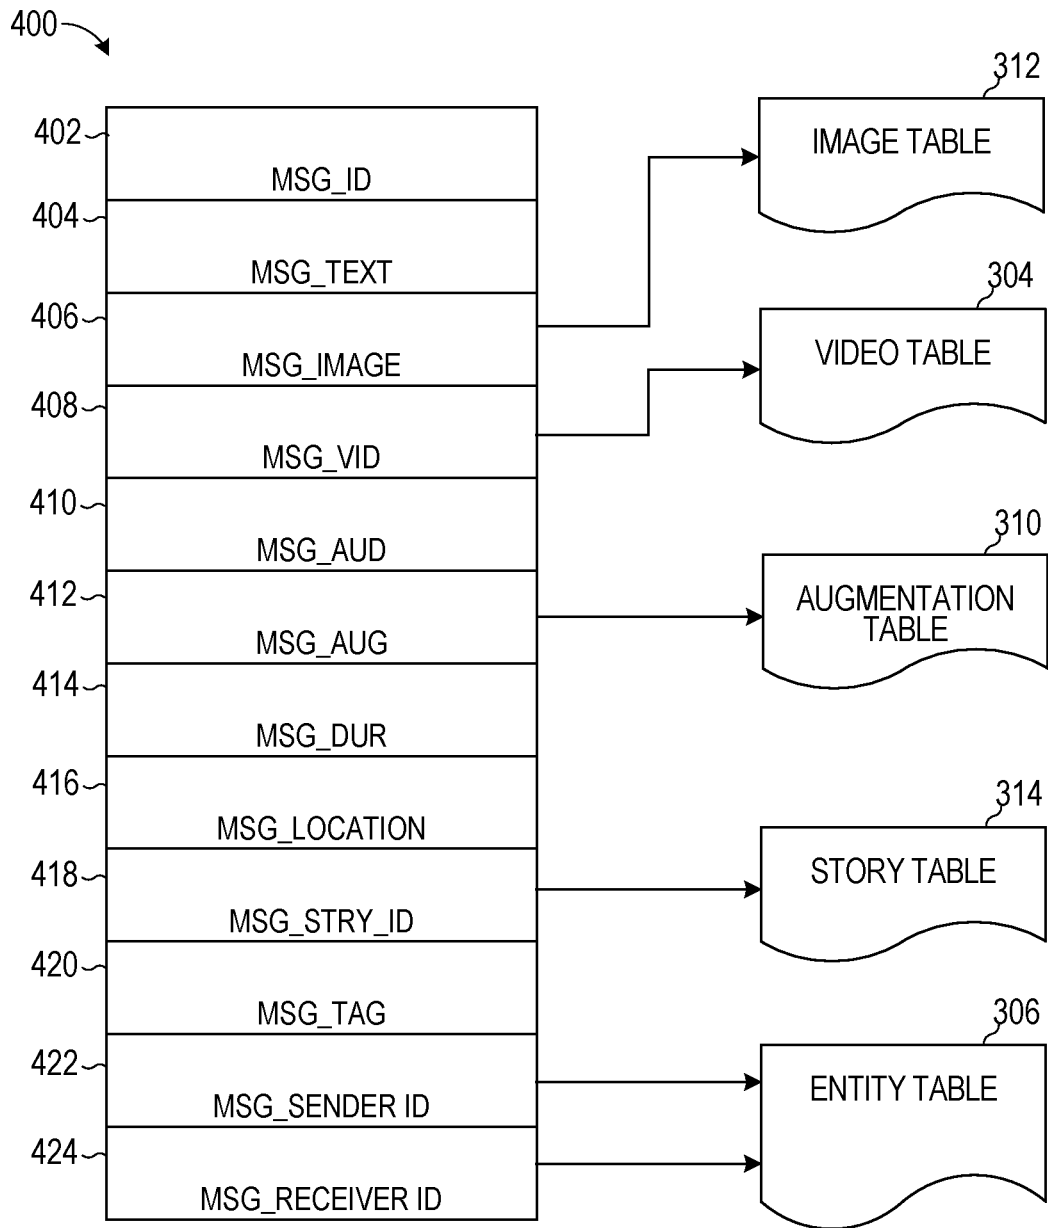 400
402
MSG_ID
404
MSG_TEXT
406
MSG_IMAGE
408
MSG_VID
410
MSG_AUD
412
MSG_AUG
414
MSG_DUR
416
MSG_LOCATION
418
MSG_STRY_ID
420
MSG_TAG
422
MSG_SENDER ID
424
MSG_RECEIVER ID
312
IMAGE TABLE
304
VIDEO TABLE
310
AUGMENTATION
TABLE
314
STORY TABLE
306
ENTITY TABLE